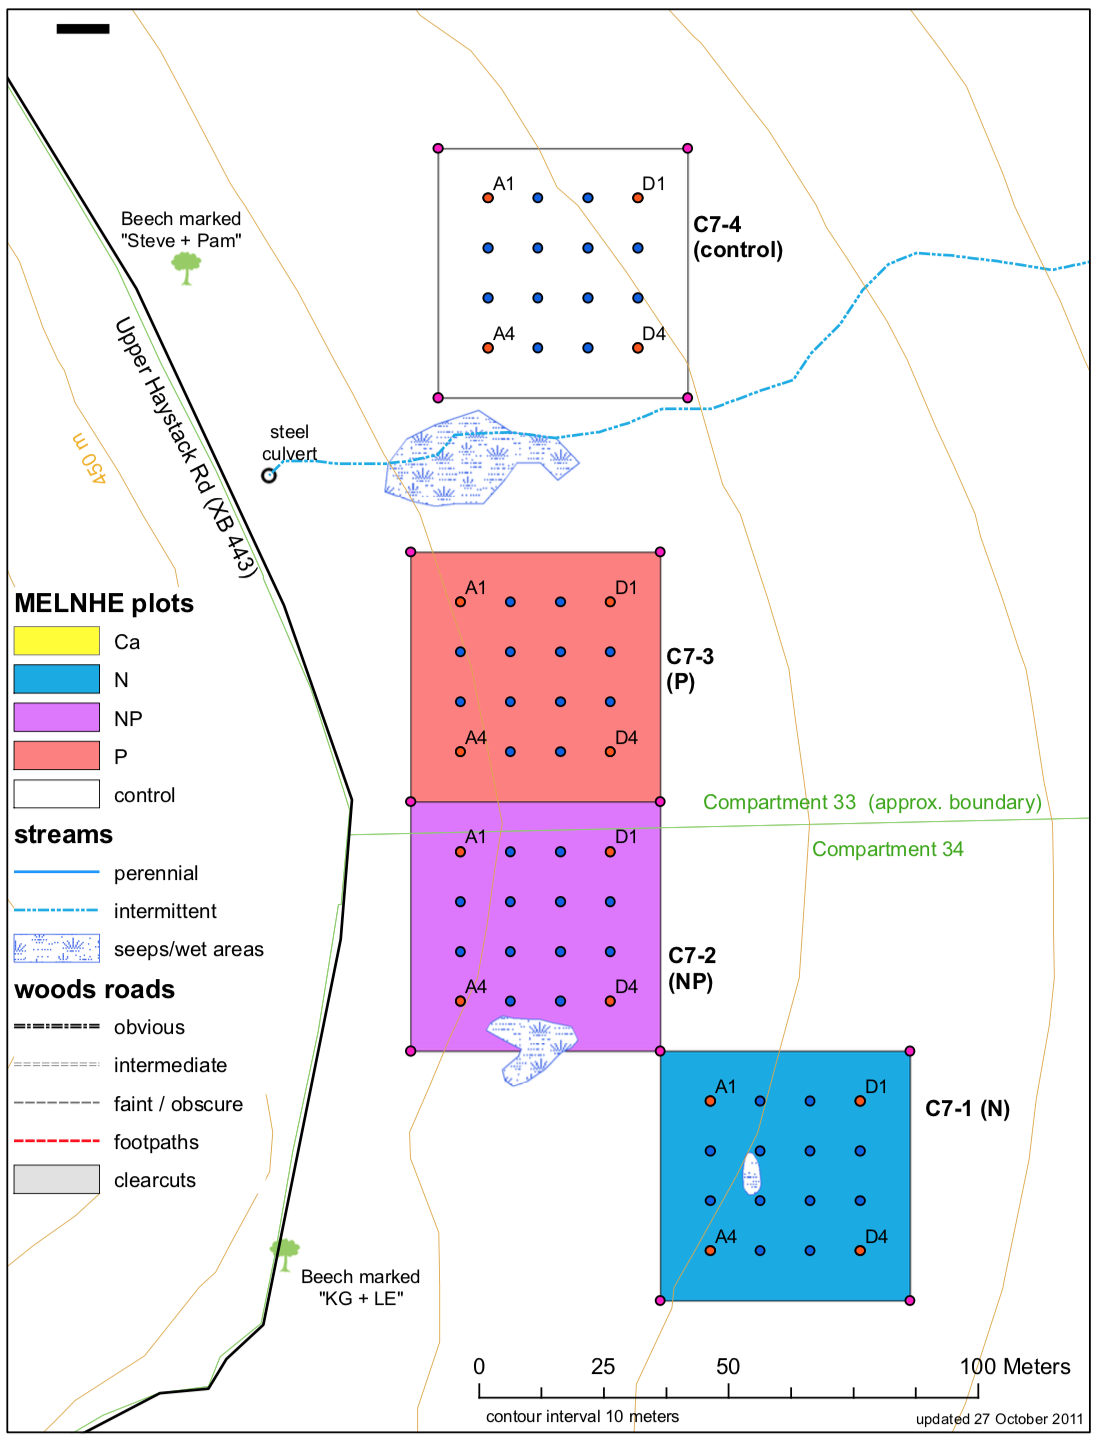 A1
D1
C7-4
(control)
A4
D4
Beech marked
"Steve + Pam"
Upper Haystack Rd (XB 443)
450 m
steel
culvert
A1
D1
C7-3
(P)
A4
D4
MELNHE plots
Ca
N
NP
P
control
streams
perennial
intermittent
seeps/wet areas
woods roads
obvious
intermediate
faint / obscure
footpaths
clearcuts
Compartment 33 (approx. boundary)
Compartment 34
A1
D1
C7-2
(NP)
A4
D4
A1
D1
C7-1 (N)
A4
D4
Beech marked
"KG + LE"
0 25 50 100 Meters
contour interval 10 meters
updated 27 October 2011